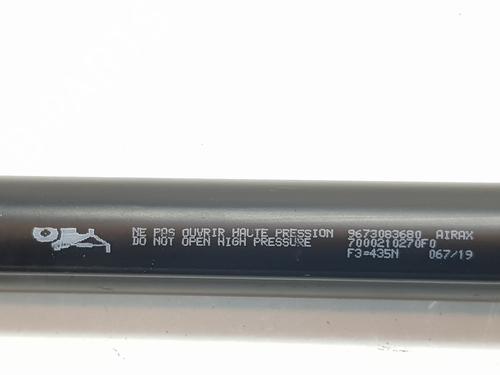 NE PAS OUVRIR HAUTE PRESSION 9673083680 AIRAX
DO NOT OPEN HIGH PRESSURE 7000210270F0
F3=435N 067/19